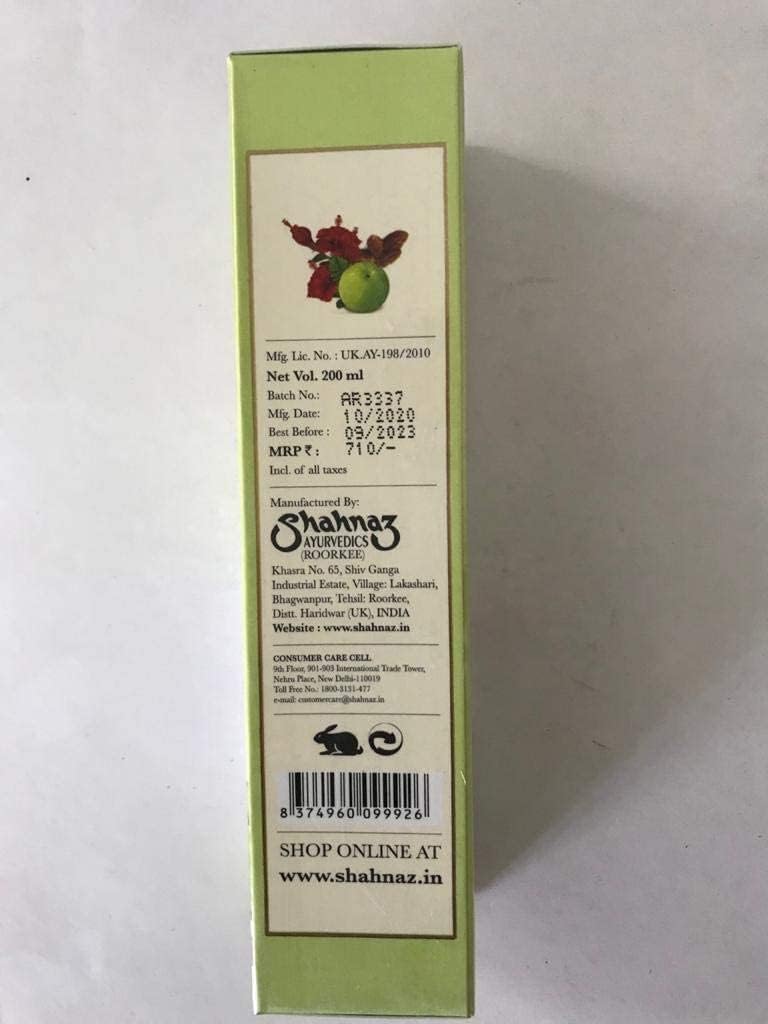 Mfg. Lic. No. : UK.AY-198/2010
Net Vol. 200 ml
Batch No.: AR3337
Mfg. Date: 10/2020
Best Before : 09/2023
MRP ₹ : 710/-
Incl. of all taxes
Manufactured By:
Shahnaz
AYURVEDICS
(ROORKEE)
Khasra No. 65, Shiv Ganga
Industrial Estate, Village: Lakashari,
Bhagwanpur, Tehsil: Roorkee,
Distt. Haridwar (UK), INDIA
Website : www.shahnaz.in
CONSUMER CARE CELL
9th Floor, 901-903 International Trade Tower,
Nehru Place, New Delhi-110019
Toll Free No.: 1800-3131-477
e-mail: customercare@shahnaz.in
8 374960 099926
SHOP ONLINE AT
www.shahnaz.in